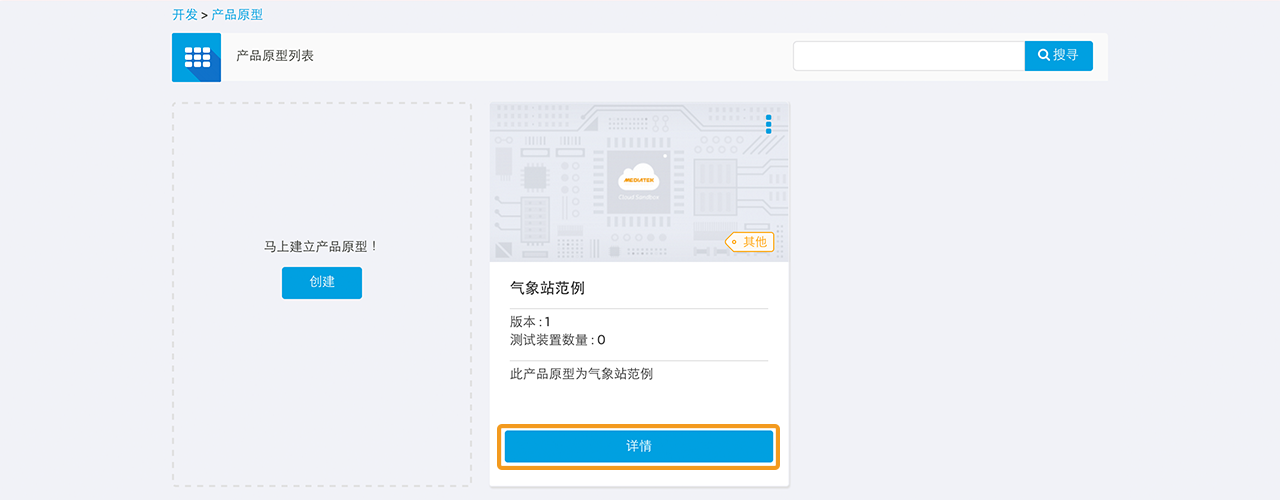 开发 > 产品原型
产品原型列表
搜寻
马上建立产品原型！
创建
MEDIATEK
Cloud Sandbox
其他
气象站范例
版本 : 1
测试装置数量 : 0
此产品原型为气象站范例
详情